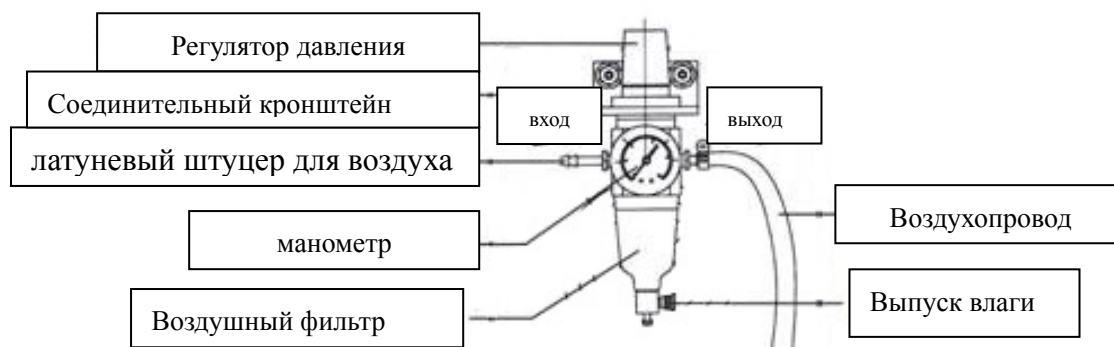 Регулятор давления
Соединительный кронштейн
вход
выход
латуневый штуцер для воздуха
Воздухопровод
манометр
Выпуск влаги
Воздушный фильтр